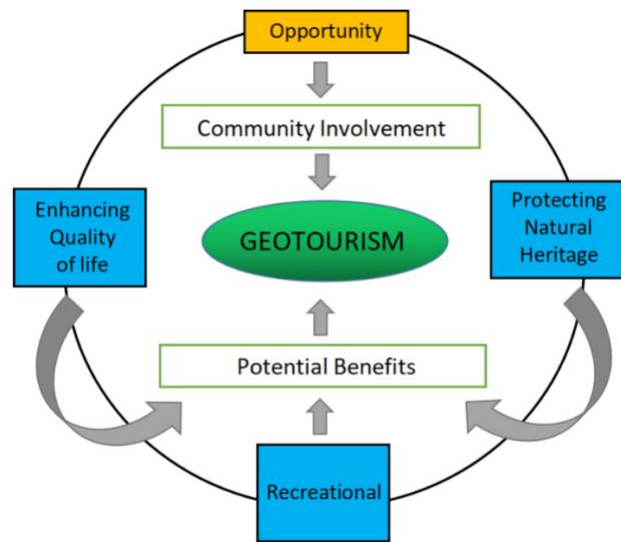 Opportunity
Community Involvement
Enhancing
Quality
of life
GEOTOURISM
Protecting
Natural
Heritage
Potential Benefits
Recreational